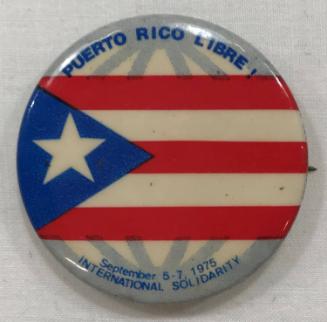 PUERTO RICO LIBRE!
September 5-7, 1975
INTERNATIONAL SOLIDARITY